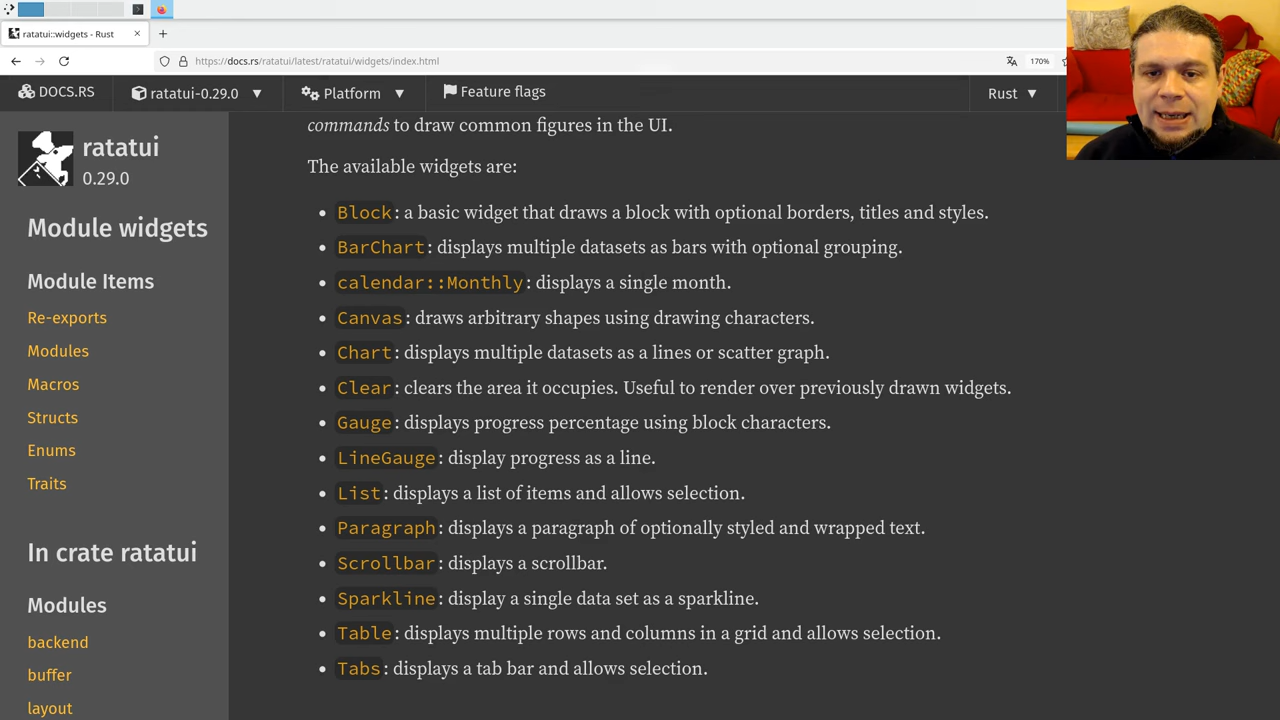 ratatui::widgets - Rust
https://docs.rs/ratatui/latest/ratatui/widgets/index.html
170%
DOCS.RS
ratatui-0.29.0
Platform
Feature flags
Rust
ratatui
0.29.0
Module widgets
Module Items
Re-exports
Modules
Macros
Structs
Enums
Traits
In crate ratatui
Modules
backend
buffer
layout
commands to draw common figures in the UI.
The available widgets are:
• Block: a basic widget that draws a block with optional borders, titles and styles.
• BarChart: displays multiple datasets as bars with optional grouping.
• calendar::Monthly: displays a single month.
• Canvas: draws arbitrary shapes using drawing characters.
• Chart: displays multiple datasets as a lines or scatter graph.
• Clear: clears the area it occupies. Useful to render over previously drawn widgets.
• Gauge: displays progress percentage using block characters.
• LineGauge: display progress as a line.
• List: displays a list of items and allows selection.
• Paragraph: displays a paragraph of optionally styled and wrapped text.
• Scrollbar: displays a scrollbar.
• Sparkline: display a single data set as a sparkline.
• Table: displays multiple rows and columns in a grid and allows selection.
• Tabs: displays a tab bar and allows selection.